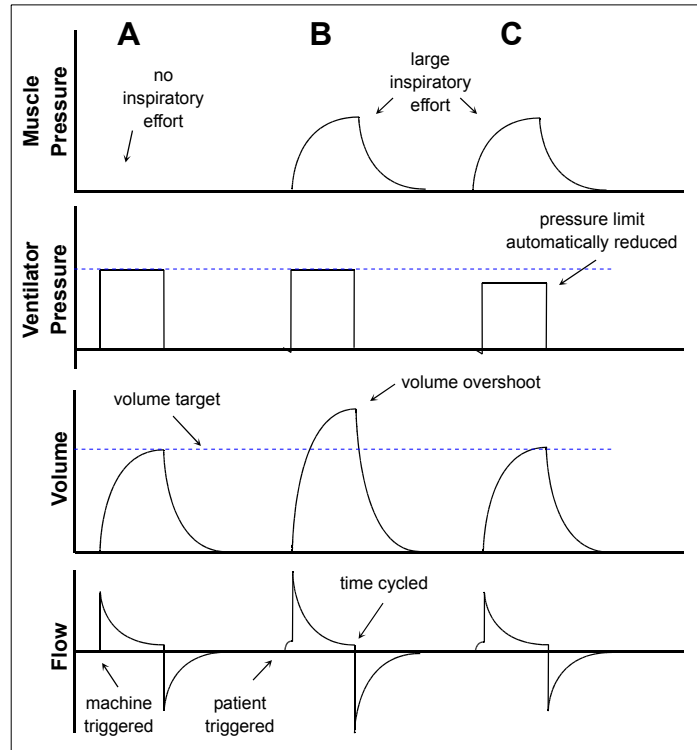 A
B
C
Muscle
Pressure
no
inspiratory
effort
large
inspiratory
effort
Ventilator
Pressure
pressure limit
automatically reduced
Volume
volume target
volume overshoot
Flow
time cycled
machine
triggered
patient
triggered